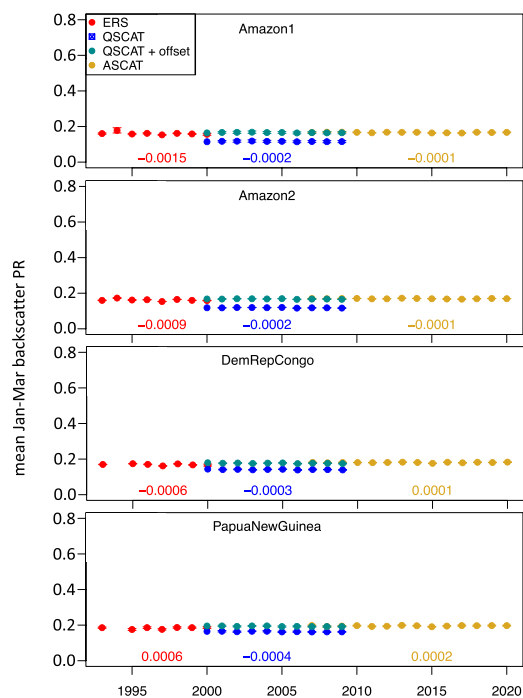 mean Jan-Mar backscatter PR
ERS
QSCAT
QSCAT + offset
ASCAT
Amazon1
0.8
0.6
0.4
0.2
0.0
−0.0015 −0.0002 −0.0001
Amazon2
0.8
0.6
0.4
0.2
0.0
−0.0009 −0.0002 −0.0001
DemRepCongo
0.8
0.6
0.4
0.2
0.0
−0.0006 −0.0003 0.0001
PapuaNewGuinea
0.8
0.6
0.4
0.2
0.0
0.0006 −0.0004 0.0002
1995 2000 2005 2010 2015 2020